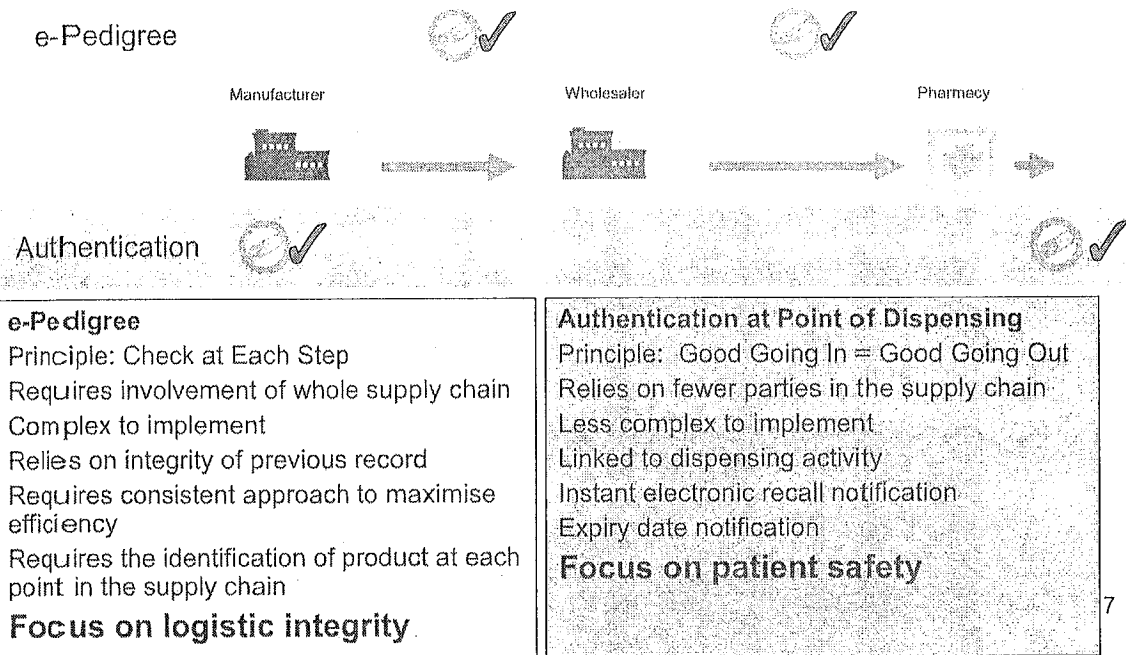 e-Pedigree
Manufacturer
Wholesaler
Pharmacy
Authentication
e-Pedigree
Principle: Check at Each Step
Requires involvement of whole supply chain
Complex to implement
Relies on integrity of previous record
Requires consistent approach to maximise
efficiency
Requires the identification of product at each
point in the supply chain
Focus on logistic integrity
Authentication at Point of Dispensing
Principle: Good Going In = Good Going Out
Relies on fewer parties in the supply chain
Less complex to implement
Linked to dispensing activity
Instant electronic recall notification
Expiry date notification
Focus on patient safety
7